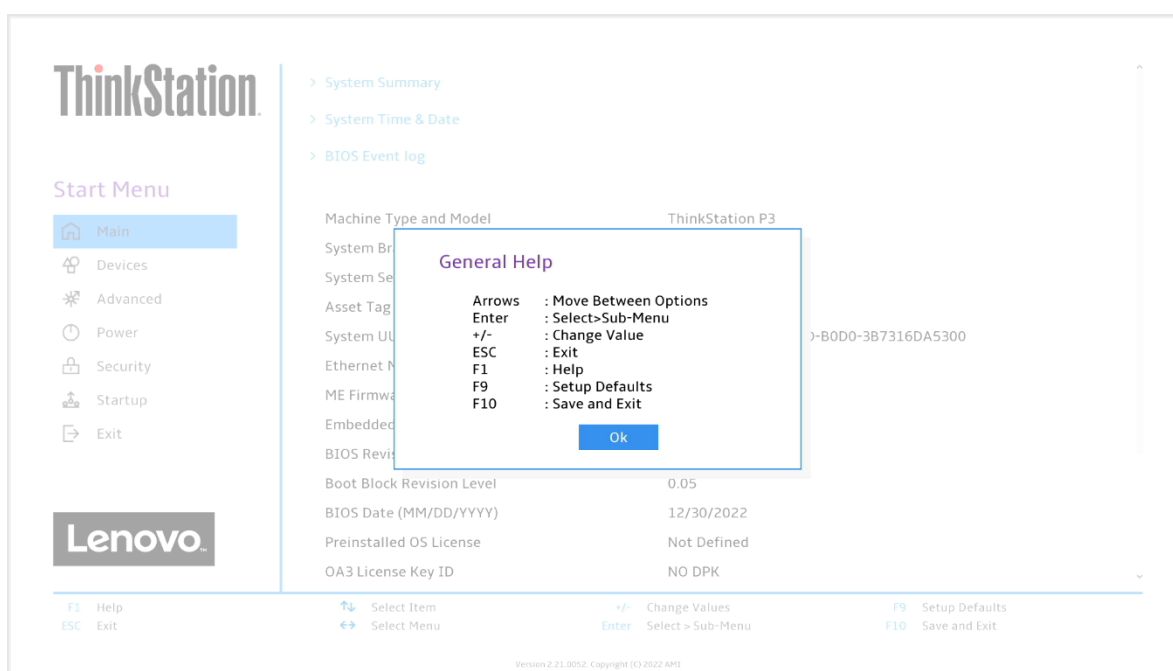 ThinkStation
> System Summary
> System Time & Date
> BIOS Event log
Start Menu
Main
Devices
Advanced
Power
Security
Startup
Exit
Machine Type and Model ThinkStation P3
System Br
System Se
Asset Tag
System UU -B0D0-3B7316DA5300
Ethernet
ME Firmwa
Embedded
BIOS Revis
Boot Block Revision Level 0.05
BIOS Date (MM/DD/YYYY) 12/30/2022
Preinstalled OS License Not Defined
OA3 License Key ID NO DPK
General Help
Arrows : Move Between Options
Enter : Select>Sub-Menu
+/- : Change Value
ESC : Exit
F1 : Help
F9 : Setup Defaults
F10 : Save and Exit
Ok
Lenovo™
F1 Help ↑↓ Select Item +/- Change Values F9 Setup Defaults
ESC Exit ↔ Select Menu Enter Select > Sub-Menu F10 Save and Exit
Version 2.21.0052. Copyright (C) 2022 AMI